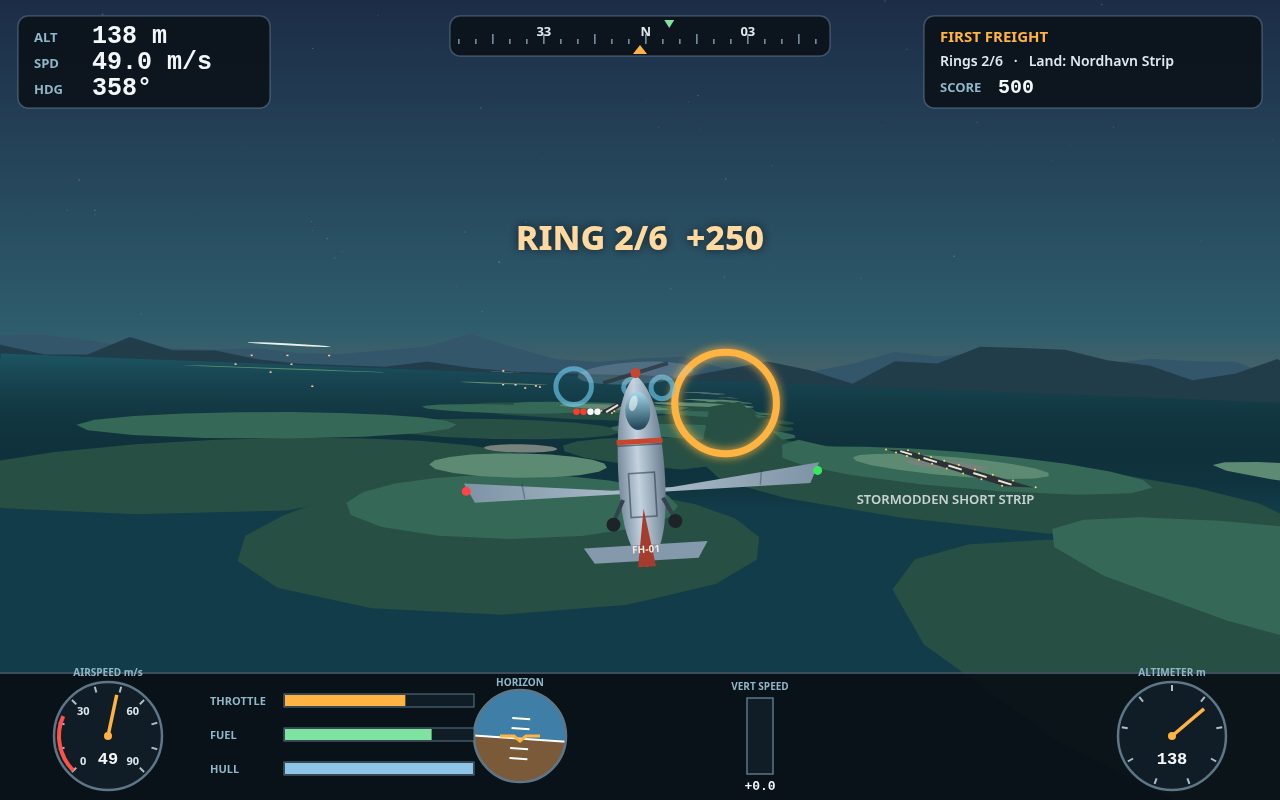 ALT 138 m
SPD 49.0 m/s
HDG 358°
33 N 03
FIRST FREIGHT
Rings 2/6 · Land: Nordhavn Strip
SCORE 500
RING 2/6 +250
STORMODDEN SHORT STRIP
FH-01
AIRSPEED m/s
30 60
0 49 90
THROTTLE
FUEL
HULL
HORIZON
VERT SPEED
+0.0
ALTIMETER m
138